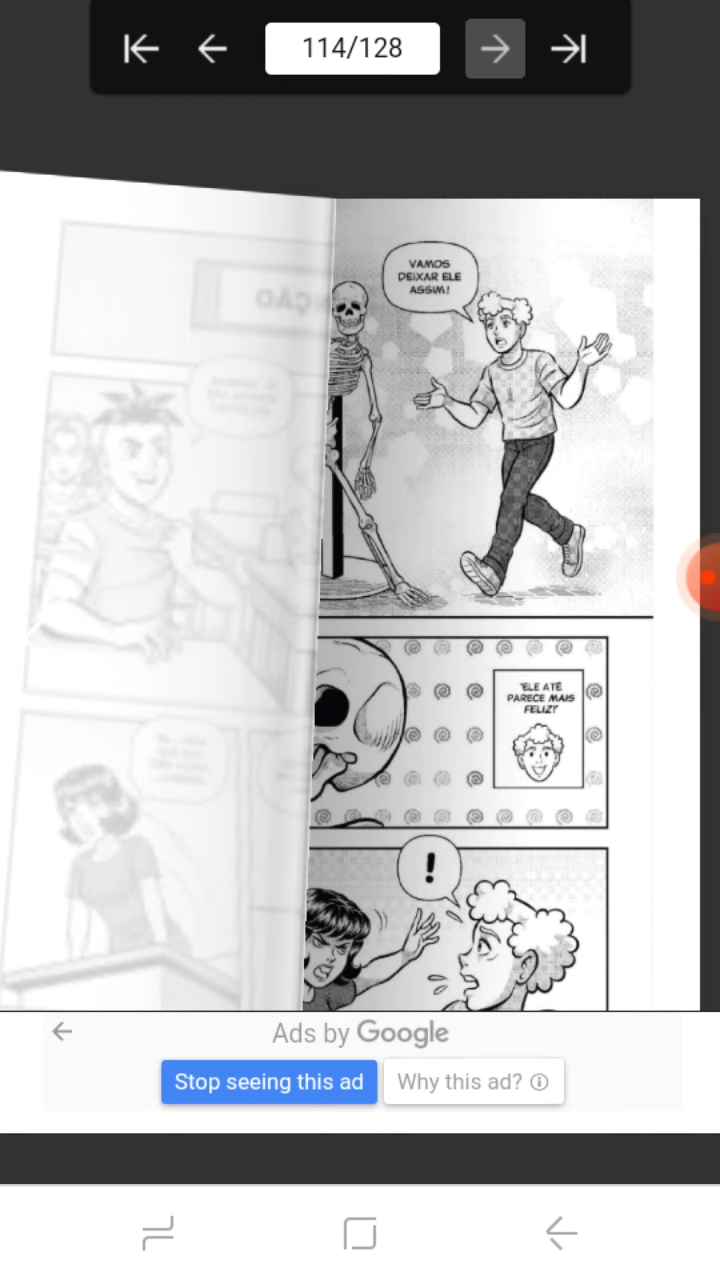 114/128
VAMOS
DEIXAR ELE
ASSIM!
"ELE ATÉ
PARECE MAIS
FELIZ!"
!
Ads by Google
Stop seeing this ad
Why this ad?